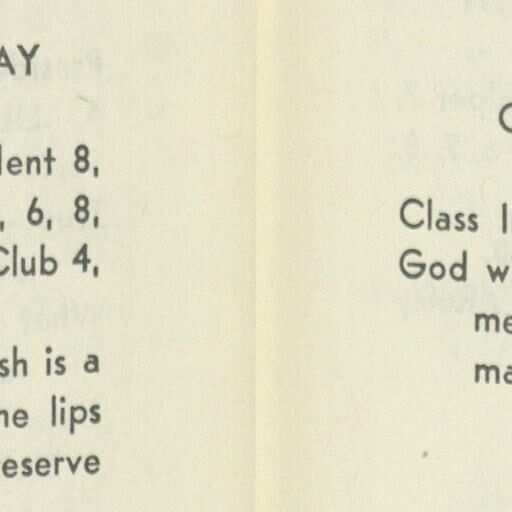 AY
lent 8,
, 6, 8,
Club 4,
sh is a
ne lips
eserve
C
Class I
God w
me
ma